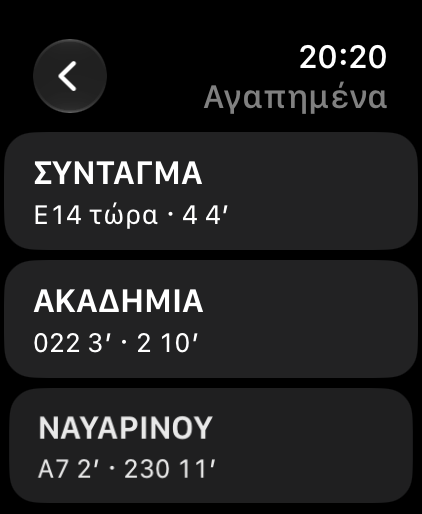 20:20
Αγαπημένα
ΣΥΝΤΑΓΜΑ
Ε14 τώρα · 4 4′
ΑΚΑΔΗΜΙΑ
022 3′ · 2 10′
ΝΑΥΑΡΙΝΟΥ
Α7 2′ · 230 11′